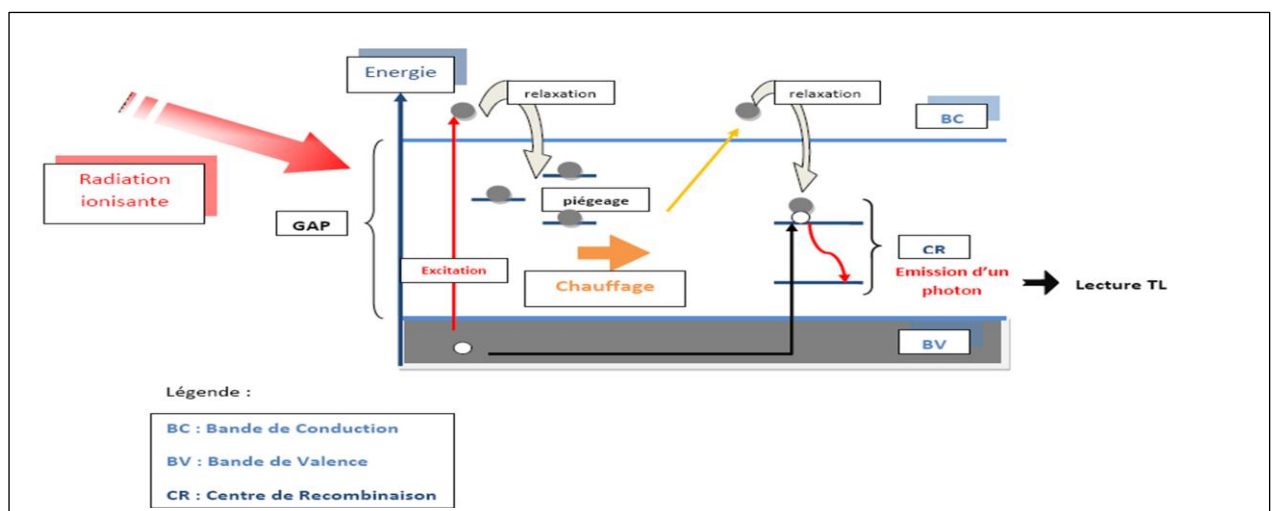 Energie
relaxation
relaxation
BC
Radiation
ionisante
piégeage
GAP
CR
Excitation
Chauffage
Emission d'un
photon
Lecture TL
BV
Légende :
BC : Bande de Conduction
BV : Bande de Valence
CR : Centre de Recombinaison